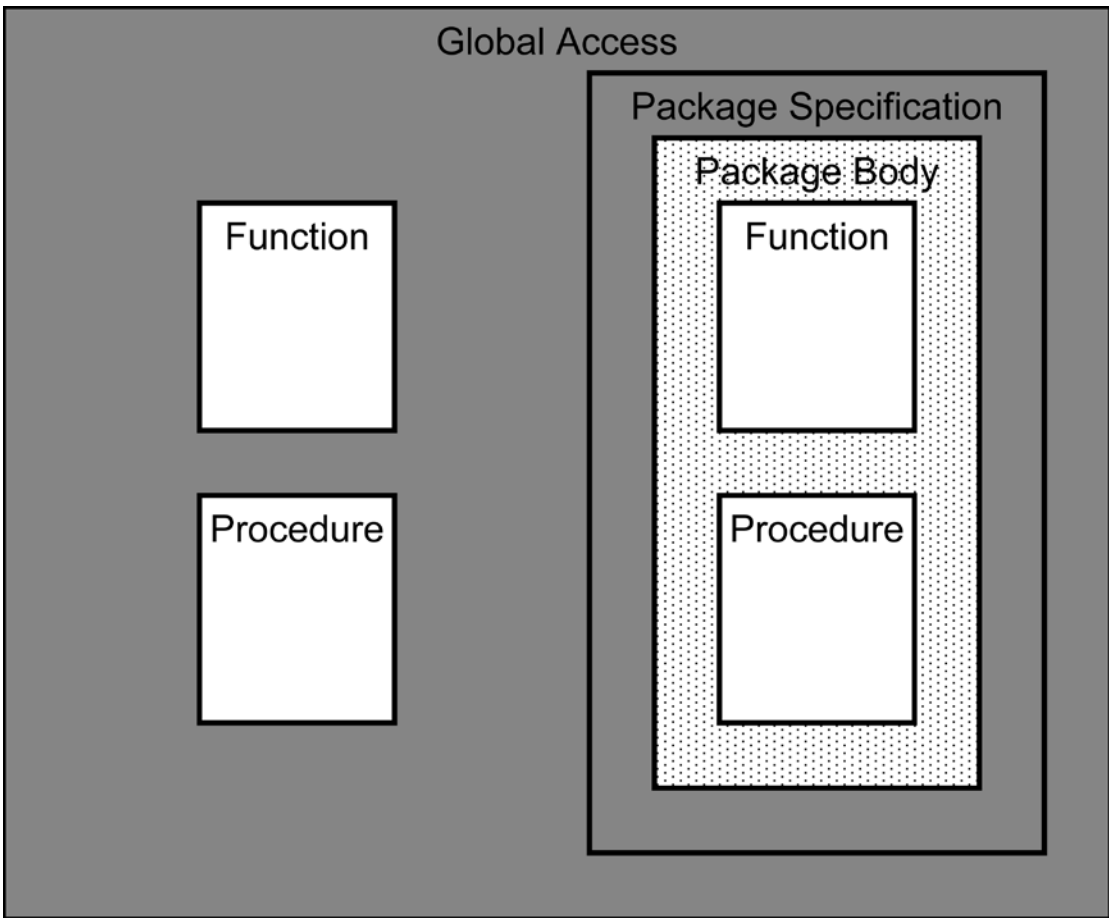 Global Access
Package Specification
Package Body
Function
Function
Procedure
Procedure